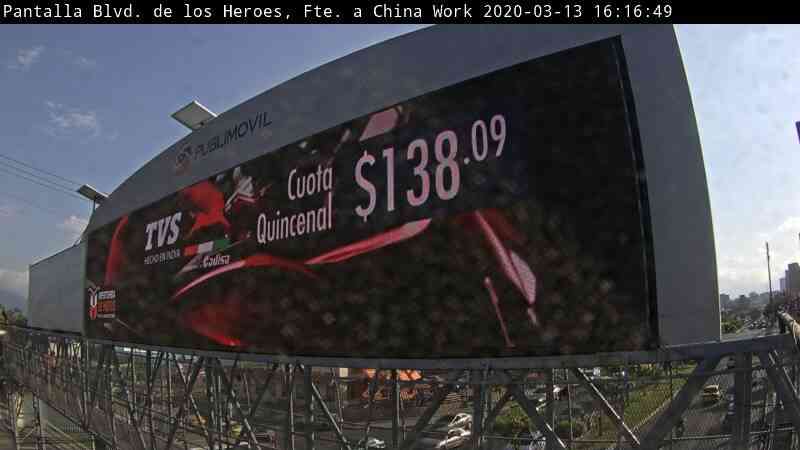 Pantalla Blvd. de los Heroes, Fte. a China Work 2020-03-13 16:16:49
PUBLIMOVIL
Cuota
Quincenal
$138.09
TVS
HECHO EN INDIA
Cadisa